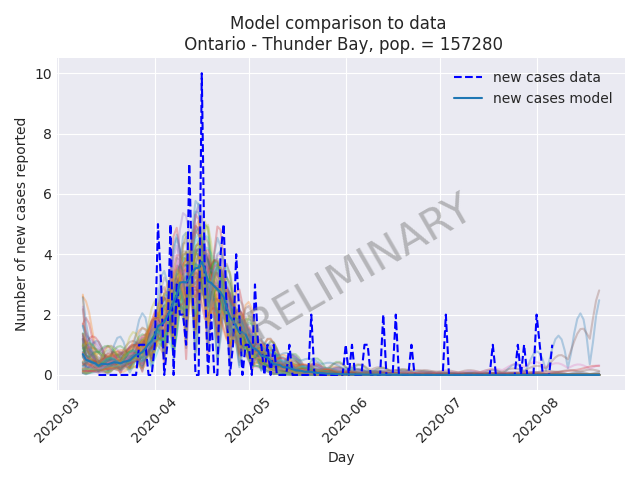 Model comparison to data
Ontario - Thunder Bay, pop. = 157280
10
8
6
4
2
0
Number of new cases reported
new cases data
new cases model
PRELIMINARY
2020-03
2020-04
2020-05
2020-06
2020-07
2020-08
Day